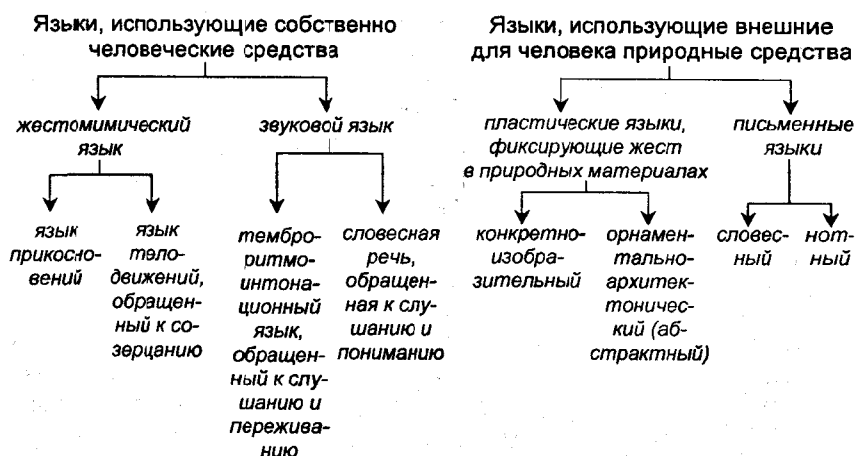 Языки, использующие собственно
человеческие средства
жестомимический
язык
язык
прикосно-
вений
язык
тело-
движений,
обращен-
ный к со-
зерцанию
звуковой язык
тембро-
ритмо-
интона-
ционный
язык,
обращен-
ный к слу-
шанию и
пережива-
нию
словесная
речь,
обращен-
ная к слу-
шанию и
пониманию
Языки, использующие внешние
для человека природные средства
пластические языки,
фиксирующие жест
в природных материалах
конкретно-
изобра-
зительный
орнамен-
тально-
архитек-
тоничес-
кий (аб-
страктный)
письменные
языки
словес-
ный
нот-
ный